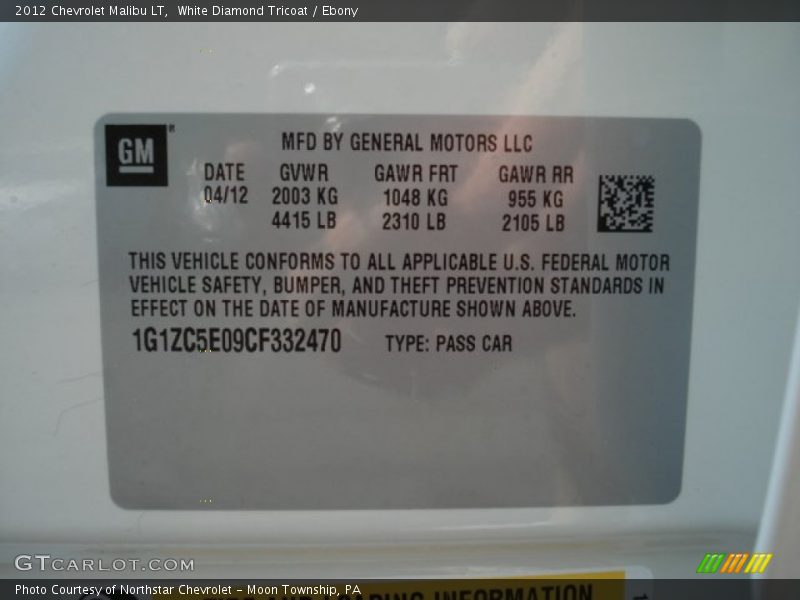 2012 Chevrolet Malibu LT,  White Diamond Tricoat / Ebony
GM®
MFD BY GENERAL MOTORS LLC
DATE GVWR GAWR FRT GAWR RR
04/12 2003 KG 1048 KG 955 KG
4415 LB 2310 LB 2105 LB
THIS VEHICLE CONFORMS TO ALL APPLICABLE U.S. FEDERAL MOTOR
VEHICLE SAFETY, BUMPER, AND THEFT PREVENTION STANDARDS IN
EFFECT ON THE DATE OF MANUFACTURE SHOWN ABOVE.
1G1ZC5E09CF332470 TYPE: PASS CAR
GTCARLOT.COM
AND LOADING INFORMATION
Photo Courtesy of Northstar Chevrolet – Moon Township, PA